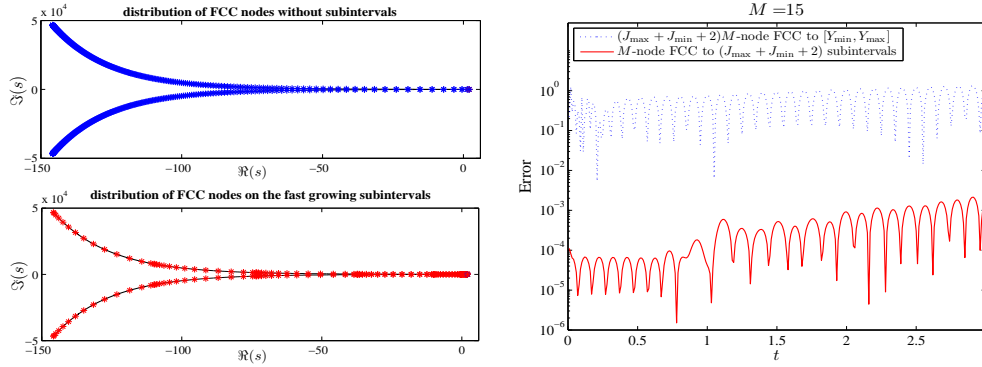 distribution of FCC nodes without subintervals
5 x 10^4
0
−5
ℑ(s)
−150 −100 −50 0
ℜ(s)
distribution of FCC nodes on the fast growing subintervals
5 x 10^4
0
−5
ℑ(s)
−150 −100 −50 0
ℜ(s)
M =15
(J_max + J_min + 2)M-node FCC to [Y_min, Y_max]
M-node FCC to (J_max + J_min + 2) subintervals
10^0
10^−1
10^−2
10^−3
10^−4
10^−5
10^−6
Error
0 0.5 1 1.5 2 2.5
t